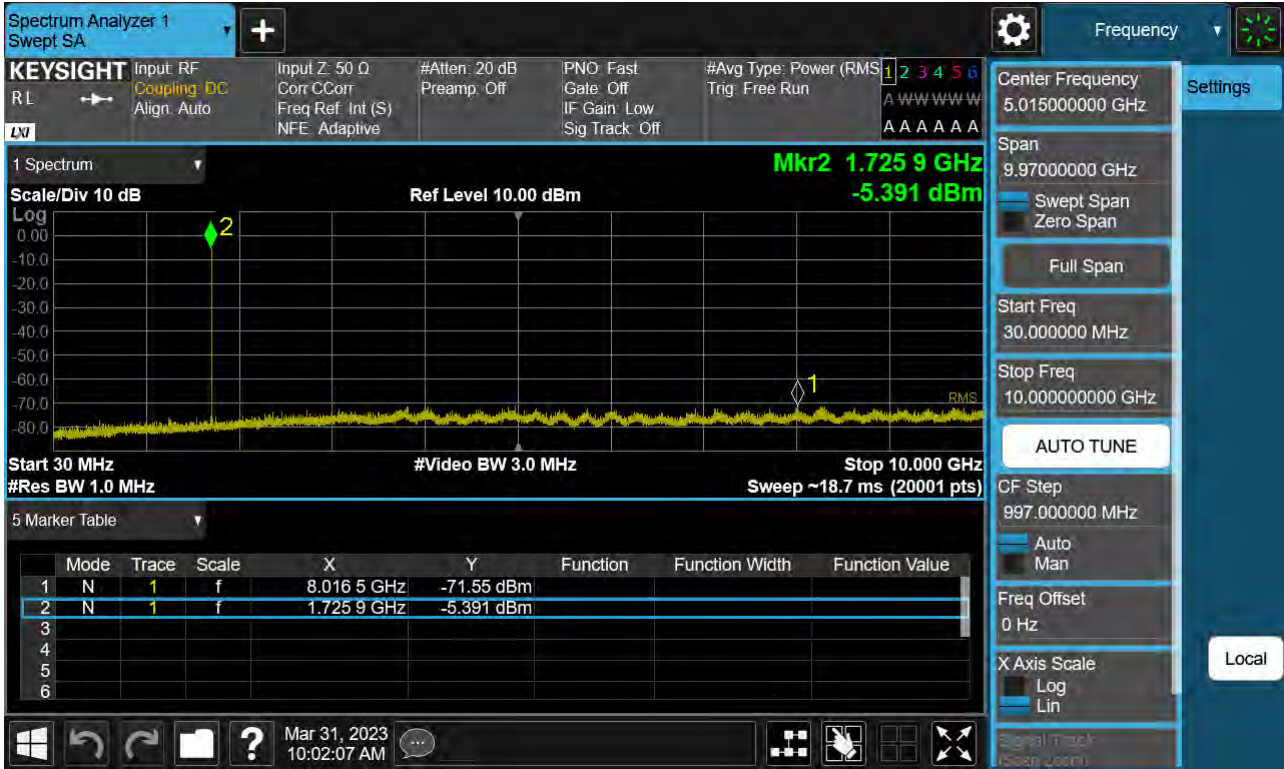 Spectrum Analyzer 1
Swept SA
+
Frequency
KEYSIGHT
RL
LXI
Input: RF
Coupling: DC
Align: Auto
Input Z: 50 Ω
Corr CCorr
Freq Ref: Int (S)
NFE: Adaptive
#Atten: 20 dB
Preamp: Off
PNO: Fast
Gate: Off
IF Gain: Low
Sig Track: Off
#Avg Type: Power (RMS
Trig: Free Run
1 2 3 4 5 6
A W W W W W
A A A A A A
1 Spectrum
Mkr2 1.725 9 GHz
-5.391 dBm
Scale/Div 10 dB
Ref Level 10.00 dBm
Log
0.00
-10.0
-20.0
-30.0
-40.0
-50.0
-60.0
-70.0
-80.0
2
1
RMS
Start 30 MHz
#Video BW 3.0 MHz
Stop 10.000 GHz
#Res BW 1.0 MHz
Sweep ~18.7 ms (20001 pts)
5 Marker Table
Mode Trace Scale X Y Function Function Width Function Value
1 N 1 f 8.016 5 GHz -71.55 dBm
2 N 1 f 1.725 9 GHz -5.391 dBm
3
4
5
6
Mar 31, 2023
10:02:07 AM
Center Frequency
5.015000000 GHz
Span
9.97000000 GHz
Swept Span
Zero Span
Full Span
Start Freq
30.000000 MHz
Stop Freq
10.000000000 GHz
AUTO TUNE
CF Step
997.000000 MHz
Auto
Man
Freq Offset
0 Hz
X Axis Scale
Log
Lin
Signal Track
(Span Zoom)
Settings
Local